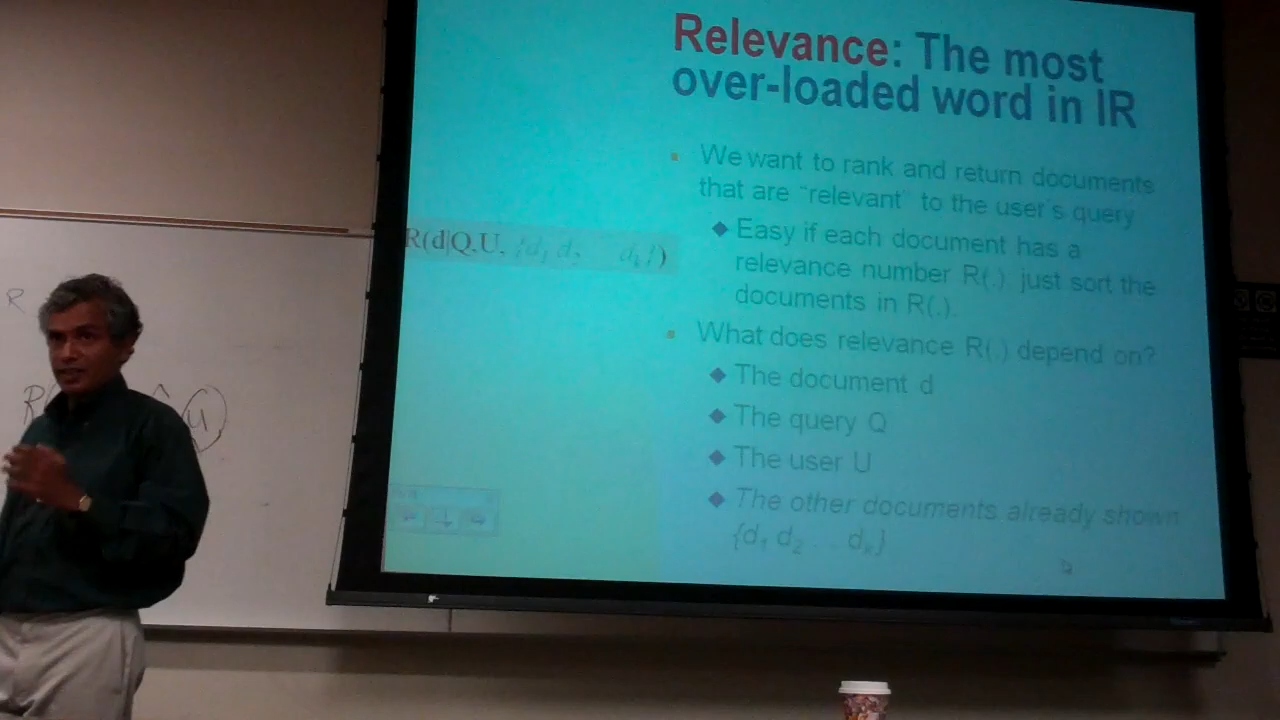 Relevance: The most
over-loaded word in IR
We want to rank and return documents
that are "relevant" to the user's query
Easy if each document has a
relevance number R(.) just sort the
documents in R(.).
What does relevance R(.) depend on?
The document d
The query Q
The user U
The other documents already shown
{d1 d2 .. dk}
R(d|Q,U, {d1 d2 dk})
R
R(
U